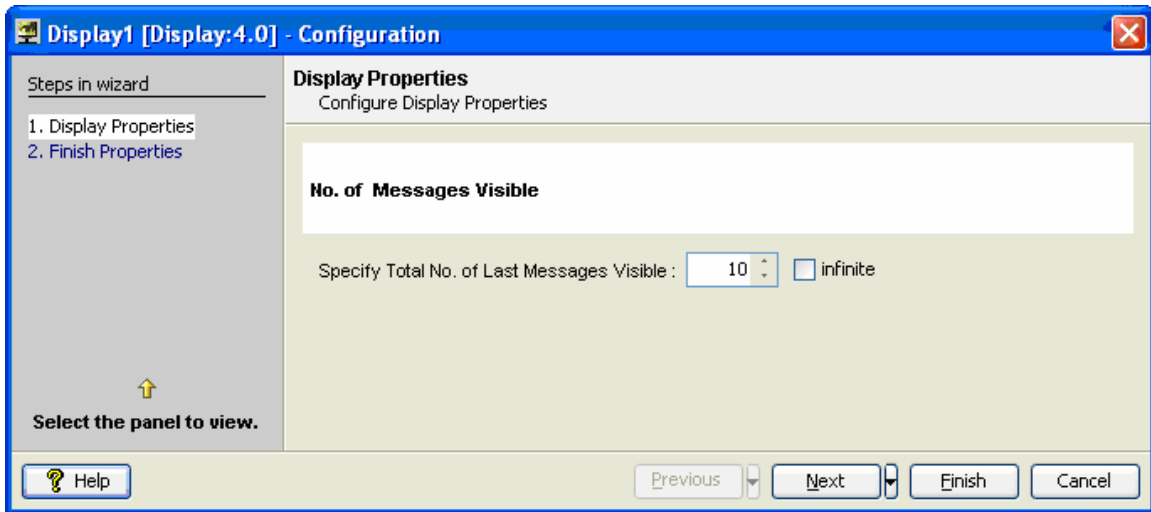 Display1 [Display:4.0] - Configuration
Steps in wizard
1. Display Properties
2. Finish Properties
Select the panel to view.
Display Properties
Configure Display Properties
No. of Messages Visible
Specify Total No. of Last Messages Visible : 10 infinite
Help
Previous
Next
Finish
Cancel